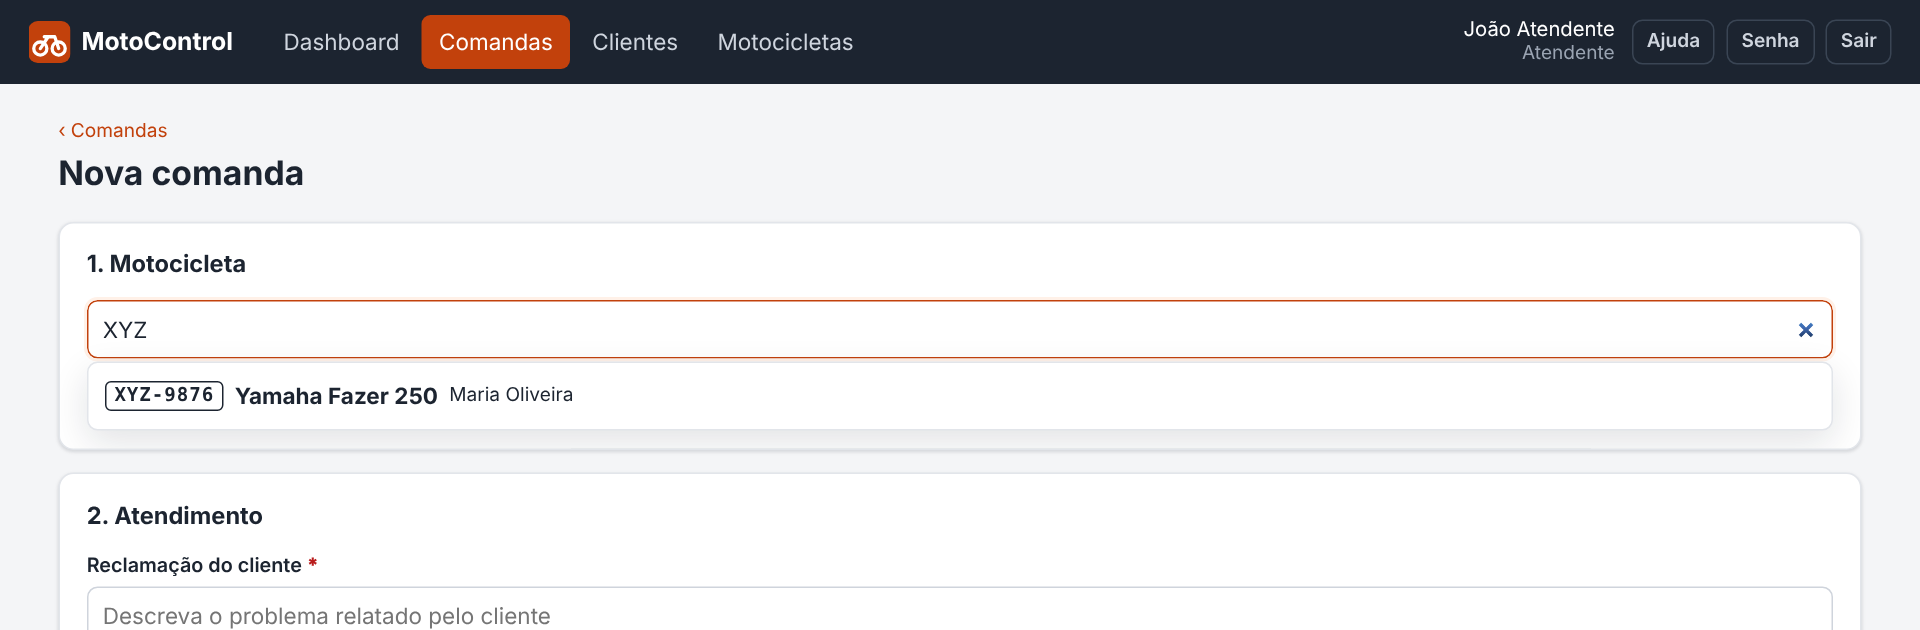 MotoControl
Dashboard
Comandas
Clientes
Motocicletas
João Atendente
Atendente
Ajuda
Senha
Sair
‹ Comandas
Nova comanda
1. Motocicleta
XYZ
XYZ-9876 Yamaha Fazer 250 Maria Oliveira
2. Atendimento
Reclamação do cliente *
Descreva o problema relatado pelo cliente